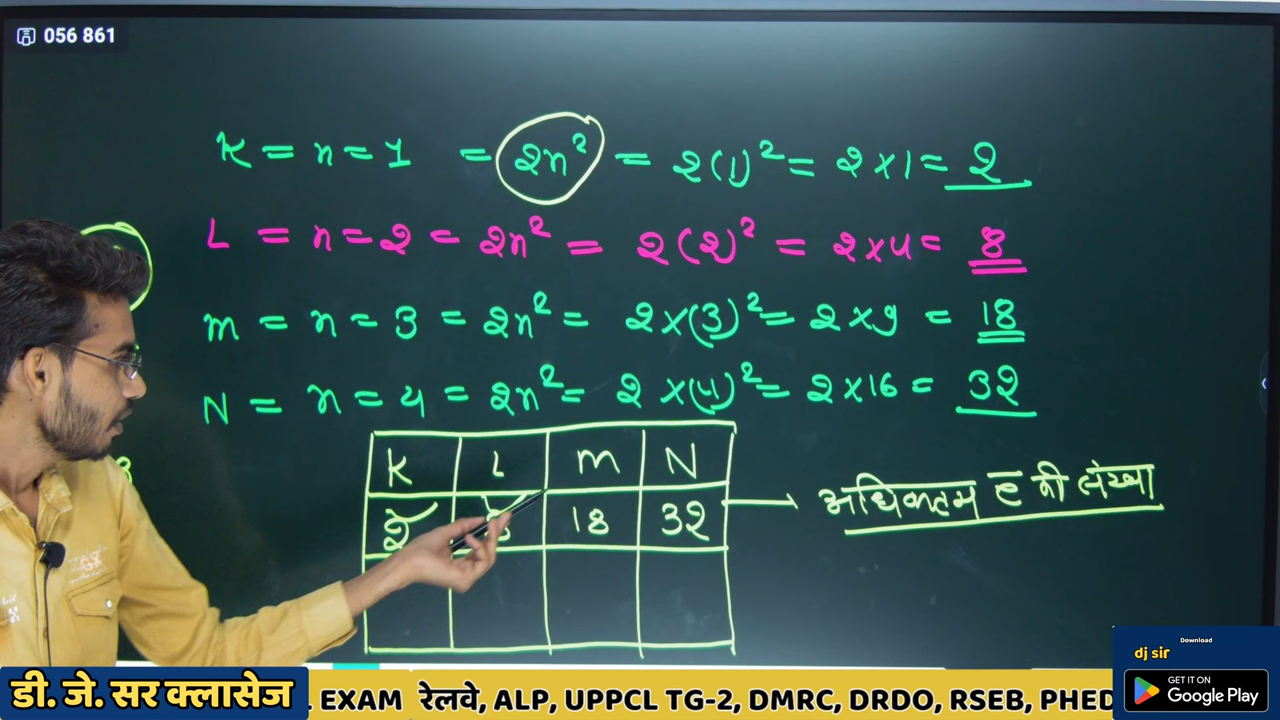 056 861
K = n = 1 = 2n² = 2(1)² = 2×1 = 2
L = n = 2 = 2n² = 2(2)² = 2×4 = 8
m = n = 3 = 2n² = 2×(3)² = 2×9 = 18
N = n = 4 = 2n² = 2×(4)² = 2×16 = 32
K L m N
2 8 18 32 → अधिकतम e⁻ की संख्या
Download
dj sir
GET IT ON
Google Play
डी. जे. सर क्लासेज
EXAM रेलवे, ALP, UPPCL TG-2, DMRC, DRDO, RSEB, PHED